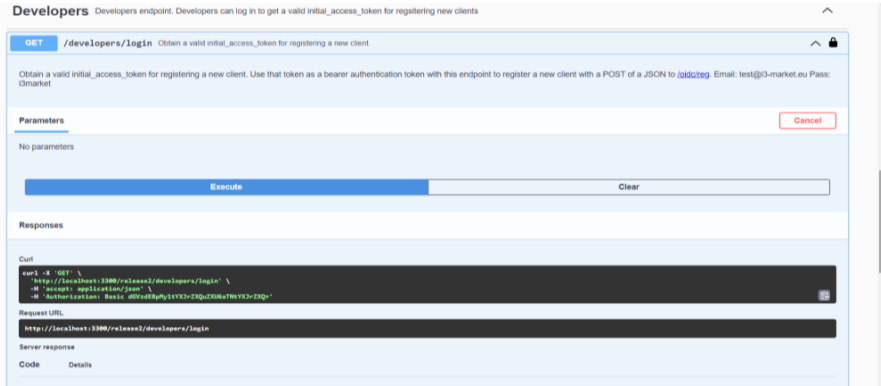 Developers Developers endpoint. Developers can log in to get a valid initial_access_token for regsitering new clients
GET /developers/login Obtain a valid initial_access_token for registering a new client
Obtain a valid initial_access_token for registering a new client. Use that token as a bearer authentication token with this endpoint to register a new client with a POST of a JSON to /oidc/reg. Email: test@i3-market.eu Pass:
i3market
Parameters
Cancel
No parameters
Execute
Clear
Responses
Curl
curl -X 'GET' \
'http://localhost:3300/release2/developers/login' \
-H 'accept: application/json' \
-H 'Authorization: Basic
Request URL
http://localhost:3300/release2/developers/login
Server response
Code Details